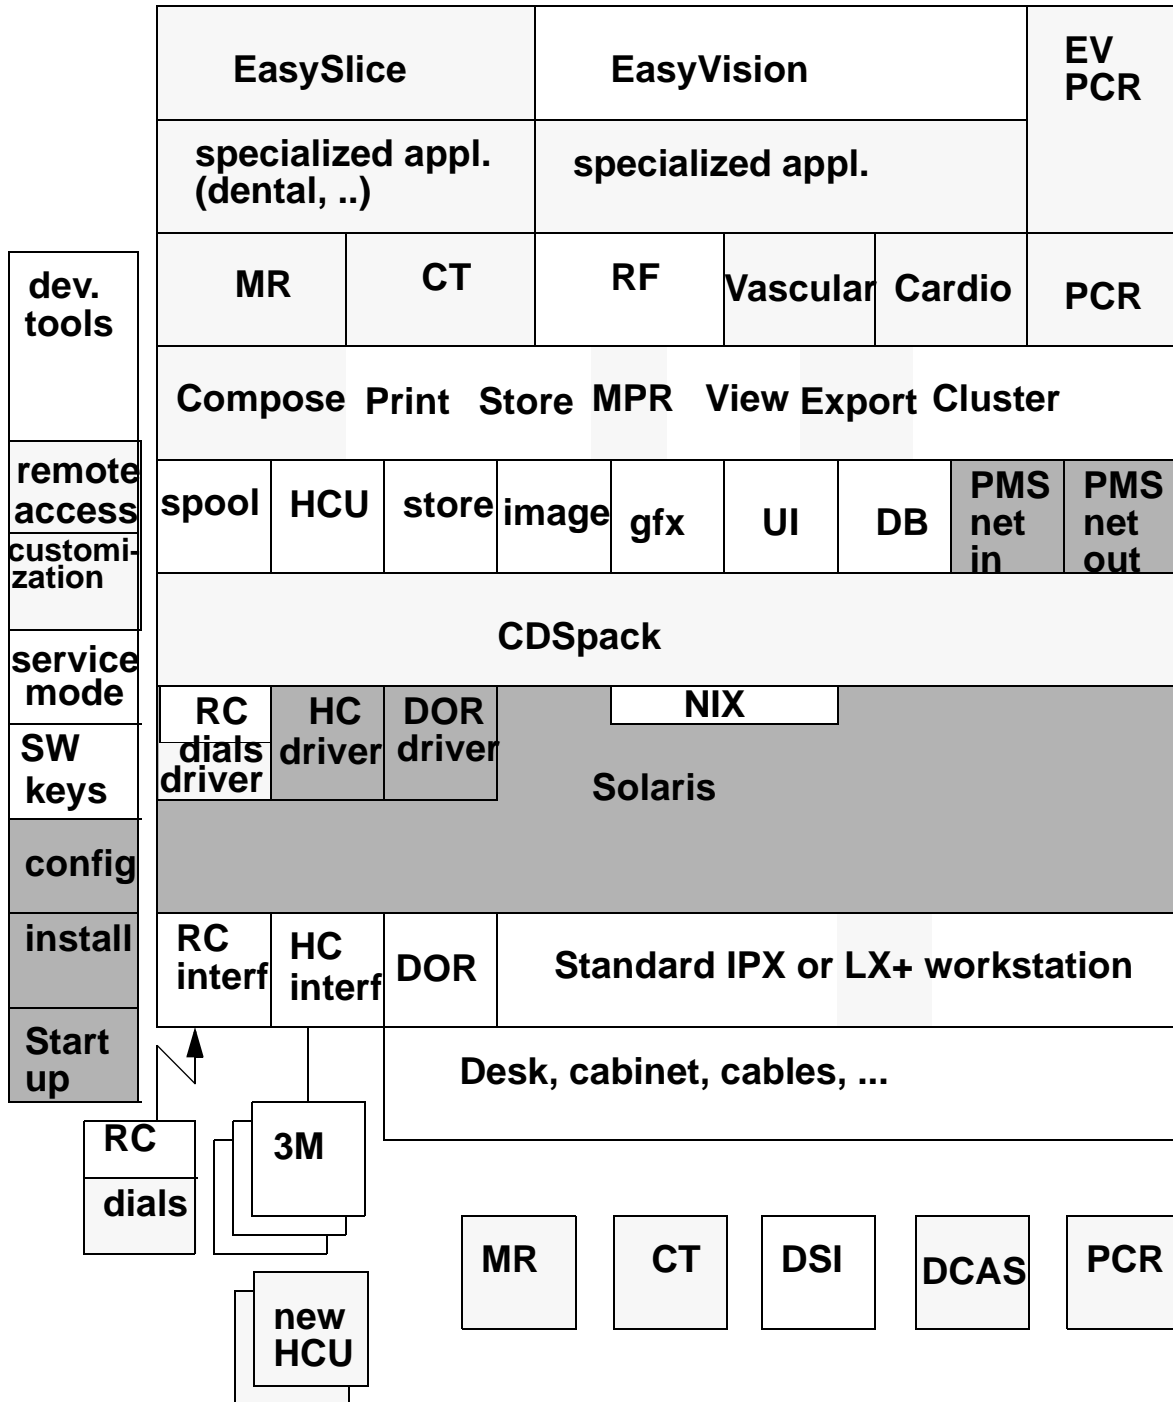 EasySlice
EasyVision
EV
PCR
specialized appl.
(dental, ..)
specialized appl.
MR
CT
RF
Vascular
Cardio
PCR
Compose
Print
Store
MPR
View
Export
Cluster
spool
HCU
store
image
gfx
UI
DB
PMS
net
in
PMS
net
out
CDSpack
RC
dials
driver
HC
driver
DOR
driver
NIX
Solaris
RC
interf
HC
interf
DOR
Standard IPX or LX+ workstation
Desk, cabinet, cables, ...
dev.
tools
remote
access
customi-
zation
service
mode
SW
keys
config
install
Start
up
RC
dials
3M
new
HCU
MR
CT
DSI
DCAS
PCR